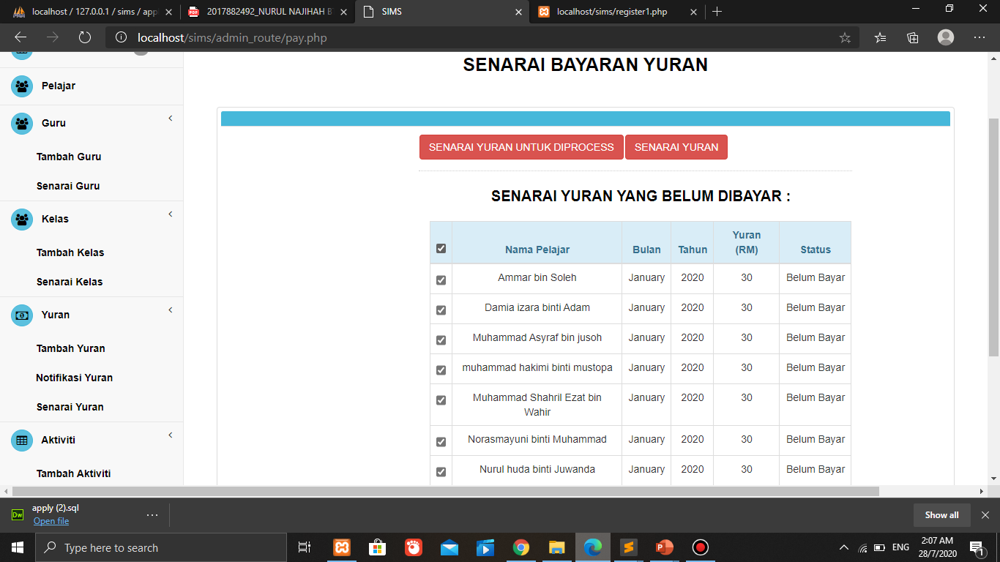 localhost / 127.0.0.1 / sims / app
2017882492_NURUL NAJIHAH B
SIMS
localhost/sims/register1.php
localhost/sims/admin_route/pay.php
Pelajar
Guru
Tambah Guru
Senarai Guru
Kelas
Tambah Kelas
Senarai Kelas
Yuran
Tambah Yuran
Notifikasi Yuran
Senarai Yuran
Aktiviti
Tambah Aktiviti
SENARAI BAYARAN YURAN
SENARAI YURAN UNTUK DIPROCESS SENARAI YURAN
SENARAI YURAN YANG BELUM DIBAYAR :
Nama Pelajar Bulan Tahun Yuran (RM) Status
Ammar bin Soleh January 2020 30 Belum Bayar
Damia izara binti Adam January 2020 30 Belum Bayar
Muhammad Asyraf bin jusoh January 2020 30 Belum Bayar
muhammad hakimi binti mustopa January 2020 30 Belum Bayar
Muhammad Shahril Ezat bin Wahir January 2020 30 Belum Bayar
Norasmayuni binti Muhammad January 2020 30 Belum Bayar
Nurul huda binti Juwanda January 2020 30 Belum Bayar
Dw
apply (2).sql
Open file
Show all
Type here to search
ENG
2:07 AM
28/7/2020
1